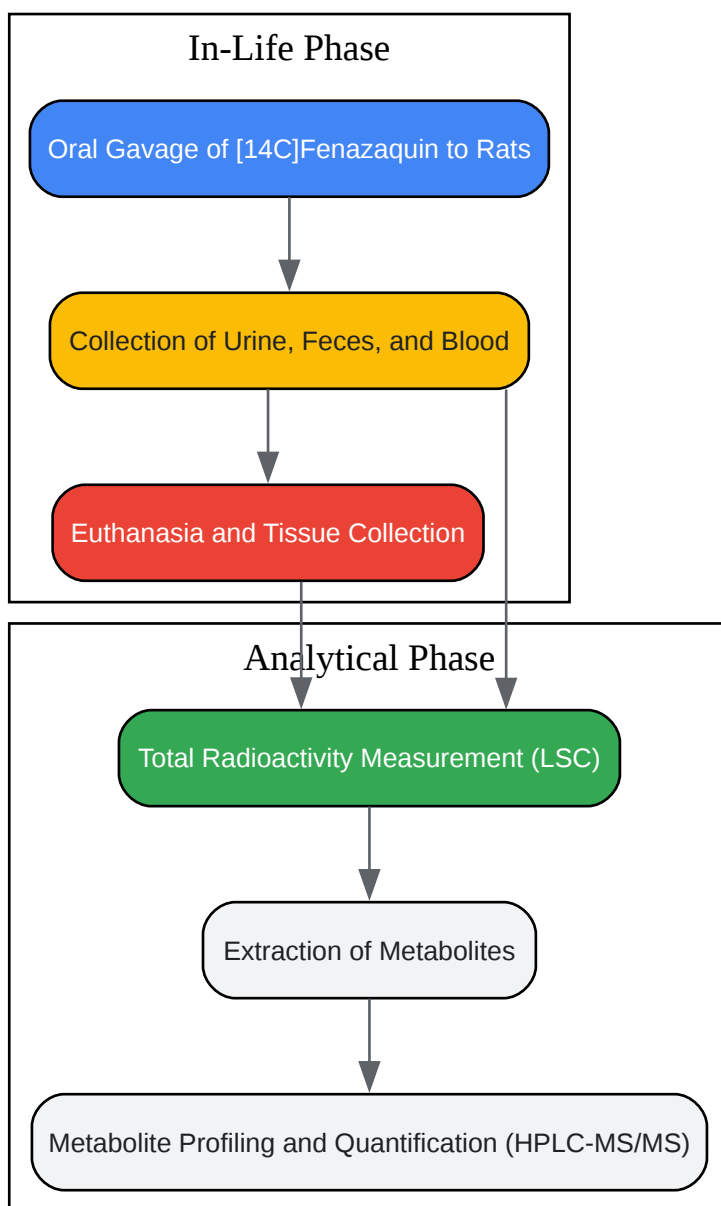 In-Life Phase
Oral Gavage of [14C]Fenazaquin to Rats
Collection of Urine, Feces, and Blood
Euthanasia and Tissue Collection
Analytical Phase
Total Radioactivity Measurement (LSC)
Extraction of Metabolites
Metabolite Profiling and Quantification (HPLC-MS/MS)